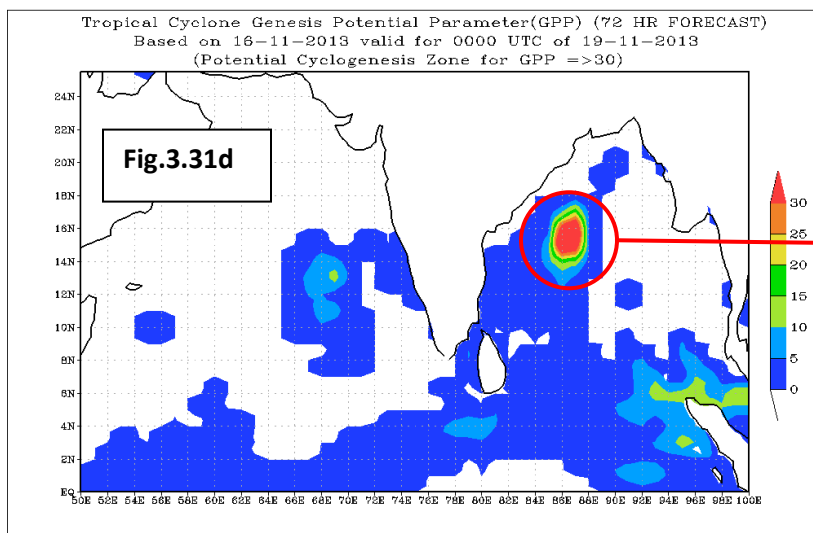 Tropical Cyclone Genesis Potential Parameter(GPP) (72 HR FORECAST)
Based on 16-11-2013 valid for 0000 UTC of 19-11-2013
(Potential Cyclogenesis Zone for GPP =>30)
Fig.3.31d
24N
22N
20N
18N
16N
14N
12N
10N
8N
6N
4N
2N
EQ
50E 52E 54E 56E 58E 60E 62E 64E 66E 68E 70E 72E 74E 76E 78E 80E 82E 84E 86E 88E 90E 92E 94E 96E 98E 100E
30
25
20
15
10
5
0